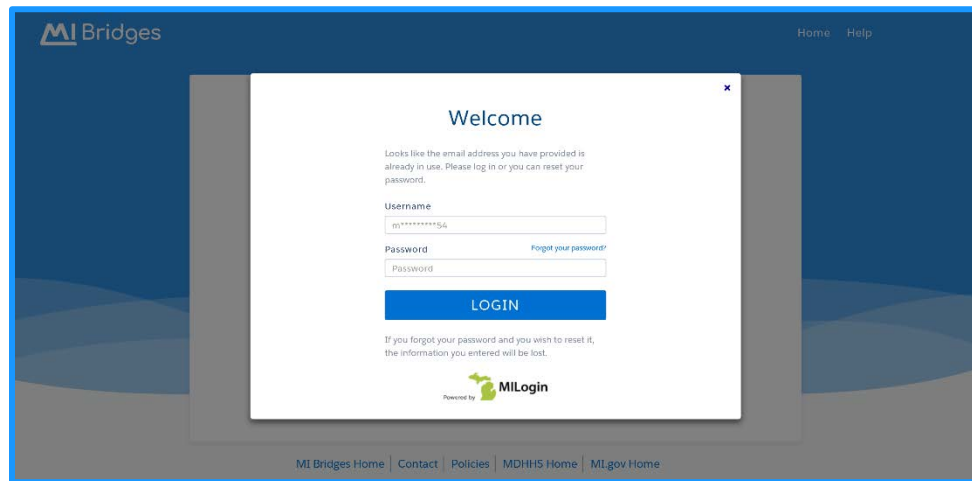 MI Bridges
Home Help
×
Welcome
Looks like the email address you have provided is
already in use. Please log in or you can reset your
password.
Username
m*********54
Password Forgot your password?
Password
LOGIN
If you forgot your password and you wish to reset it,
the information you entered will be lost.
Powered by MILogin
MI Bridges Home | Contact | Policies | MDHHS Home | MI.gov Home